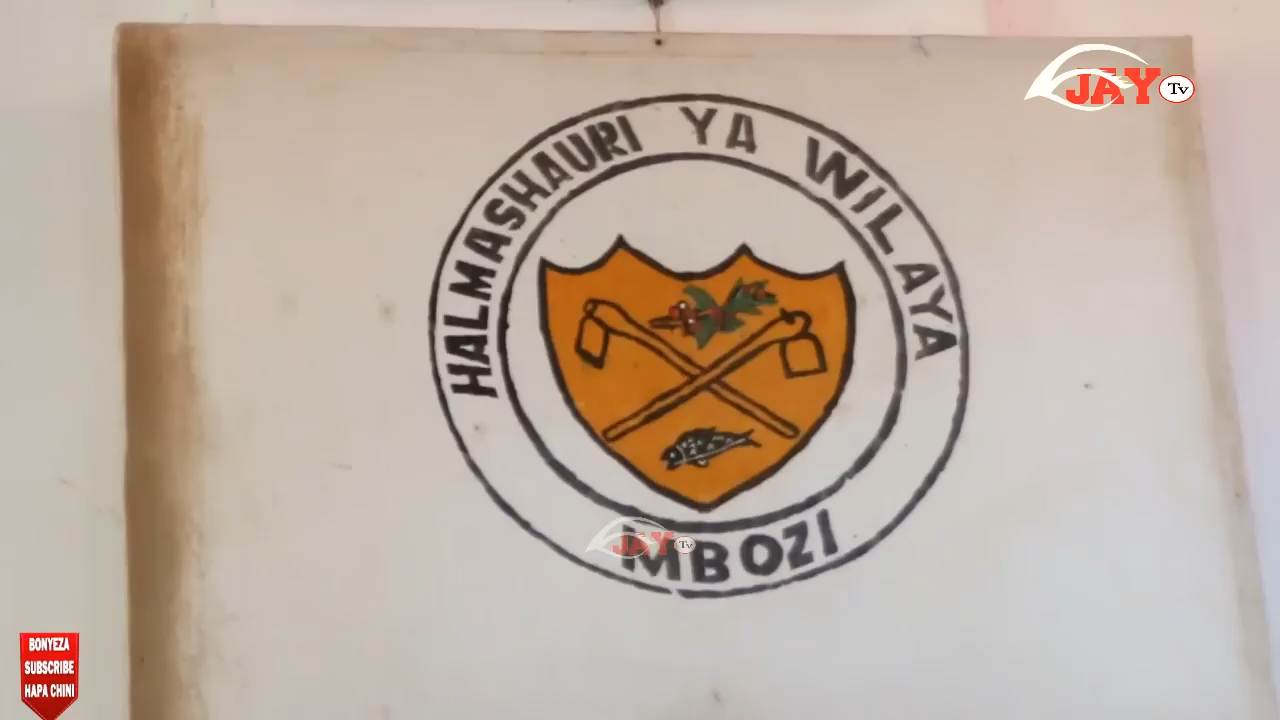 JAY Tv
HALMASHAURI YA WILAYA
MBOZI
JAY Tv
BONYEZA
SUBSCRIBE
HAPA CHINI